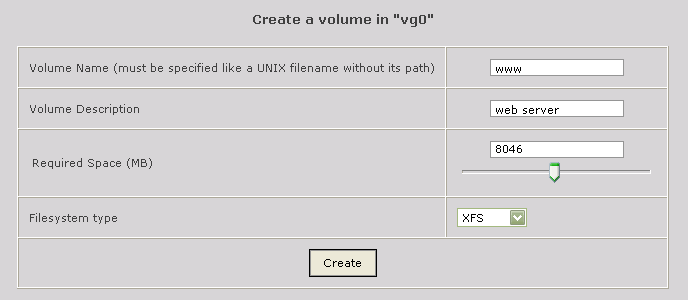 Create a volume in "vg0"
Volume Name (must be specified like a UNIX filename without its path)
www
Volume Description
web server
Required Space (MB)
8046
Filesystem type
XFS
Create